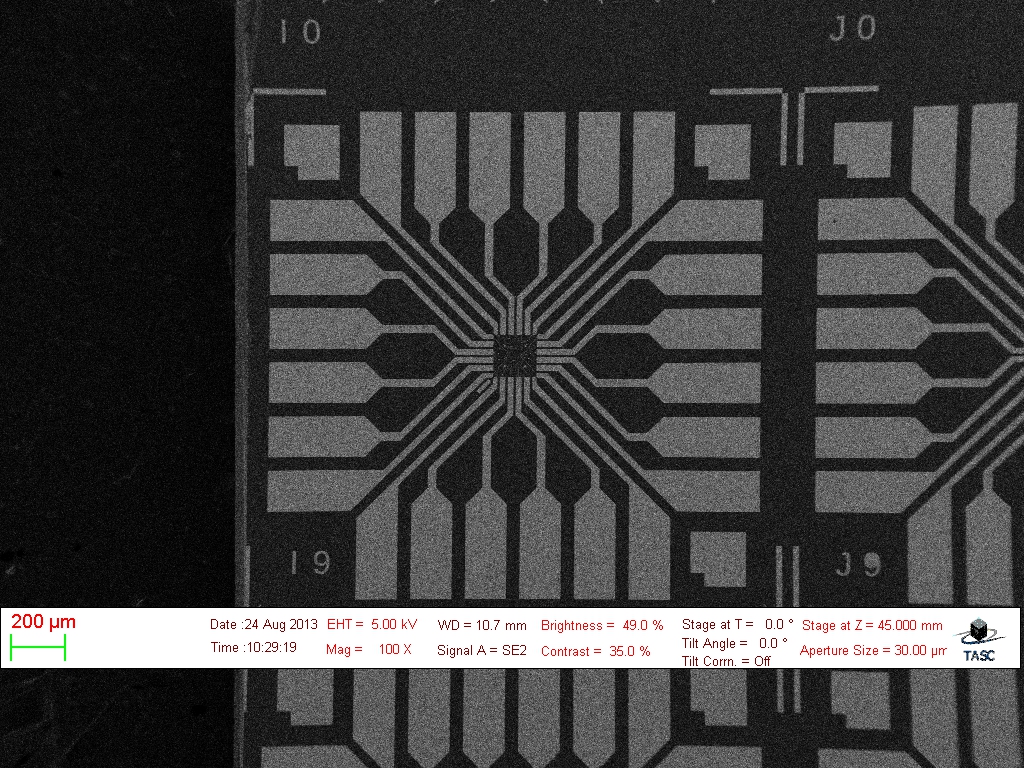 I0
J0
I9
J9
200 µm
Date :24 Aug 2013
Time :10:29:19
EHT = 5.00 kV
Mag = 100 X
WD = 10.7 mm
Signal A = SE2
Brightness = 49.0 %
Contrast = 35.0 %
Stage at T = 0.0 °
Tilt Angle = 0.0 °
Tilt Corrn. = Off
Stage at Z = 45.000 mm
Aperture Size = 30.00 µm
TASC